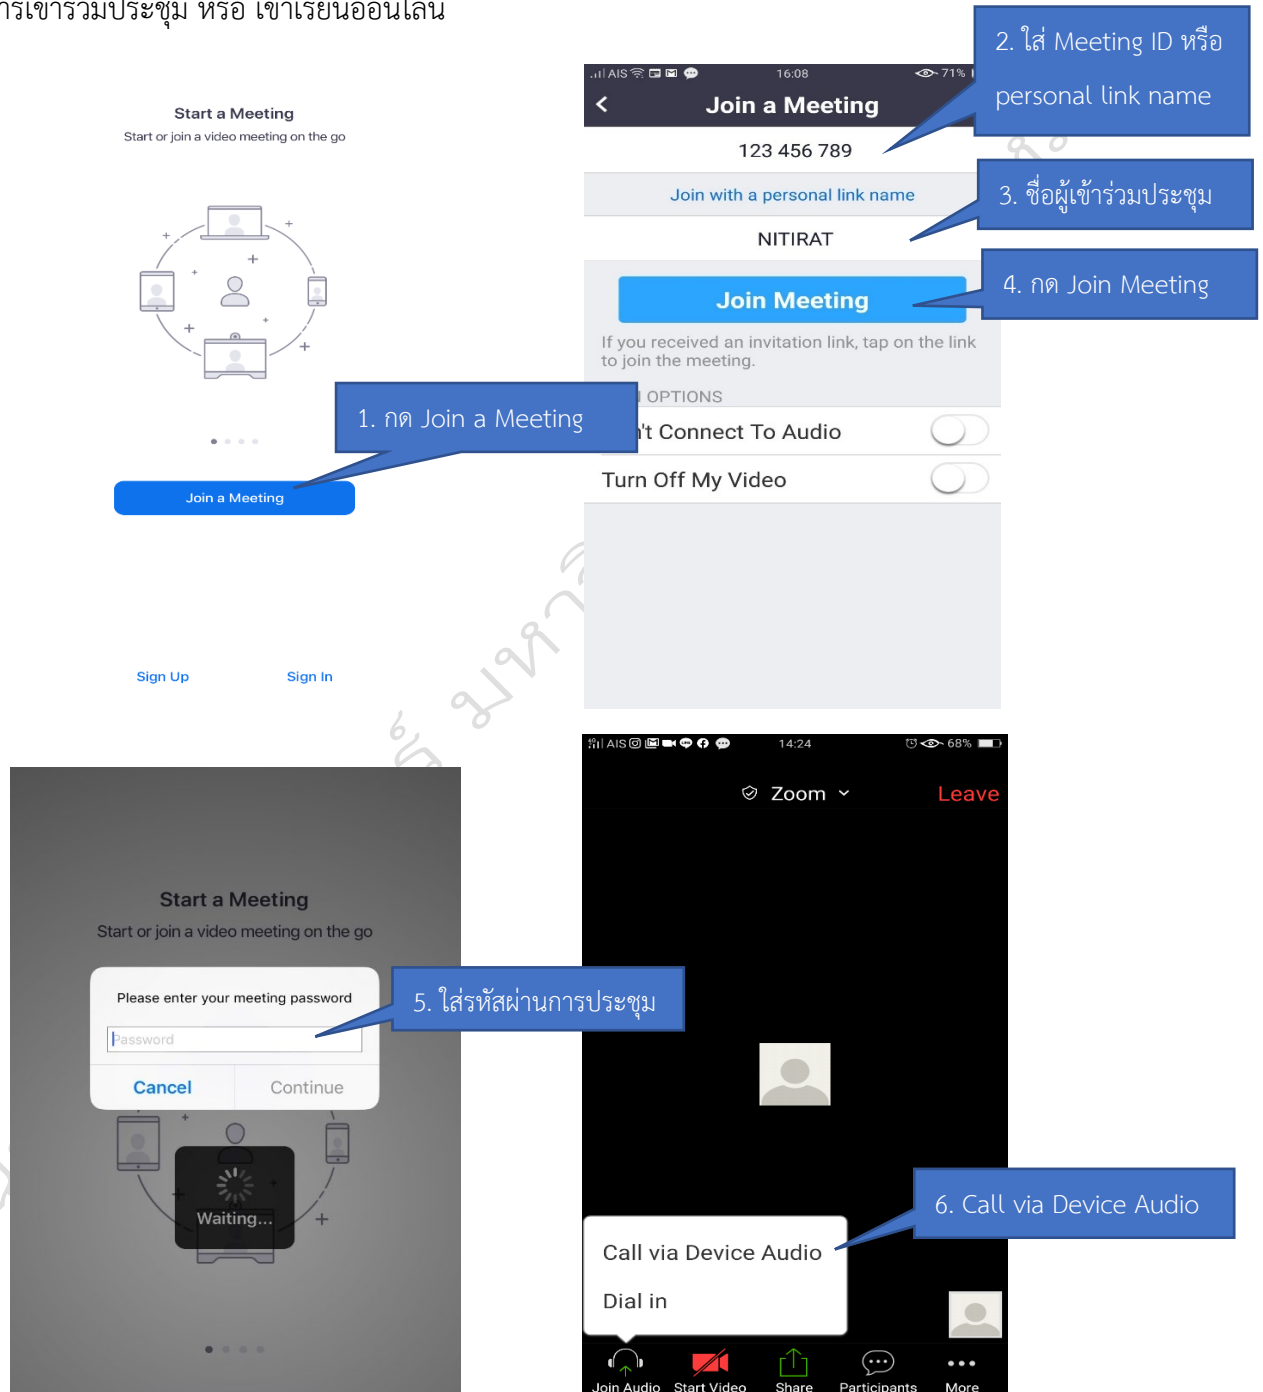 การเข้าร่วมประชุม หรือ เข้าเรียนออนไลน์
Start a Meeting
Start or join a video meeting on the go
1. กด Join a Meeting
Join a Meeting
Sign Up
Sign In
AIS
16:08
71%
Join a Meeting
2. ใส่ Meeting ID หรือ
personal link name
123 456 789
Join with a personal link name
3. ชื่อผู้เข้าร่วมประชุม
NITIRAT
Join Meeting
4. กด Join Meeting
If you received an invitation link, tap on the link
to join the meeting.
OPTIONS
't Connect To Audio
Turn Off My Video
Start a Meeting
Start or join a video meeting on the go
Please enter your meeting password
Password
5. ใส่รหัสผ่านการประชุม
Cancel
Continue
Waiting...
AIS
14:24
68%
Zoom
Leave
6. Call via Device Audio
Call via Device Audio
Dial in
Join Audio
Start Video
Share
Participants
More